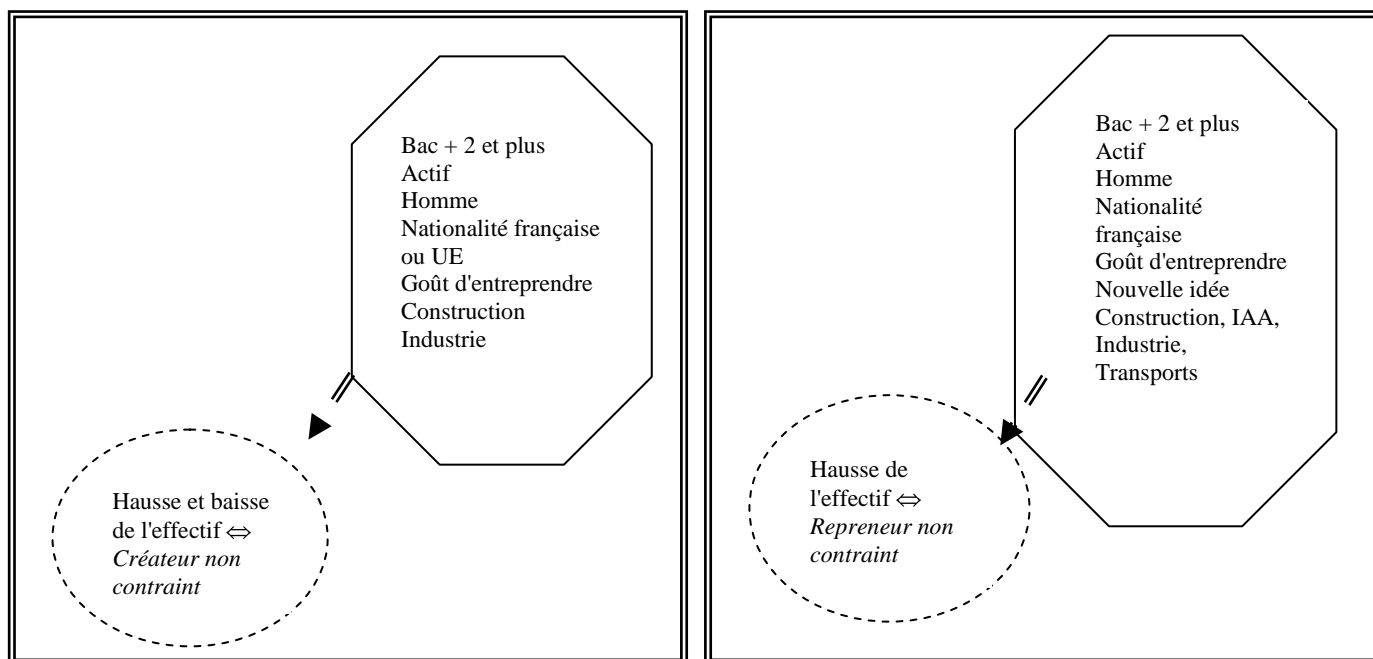 Bac + 2 et plus
Actif
Homme
Nationalité française
ou UE
Goût d'entreprendre
Construction
Industrie
Hausse et baisse
de l'effectif ⇔
Créateur non
contraint
Bac + 2 et plus
Actif
Homme
Nationalité
française
Goût d'entreprendre
Nouvelle idée
Construction, IAA,
Industrie,
Transports
Hausse de
l'effectif ⇔
Repreneur non
contraint